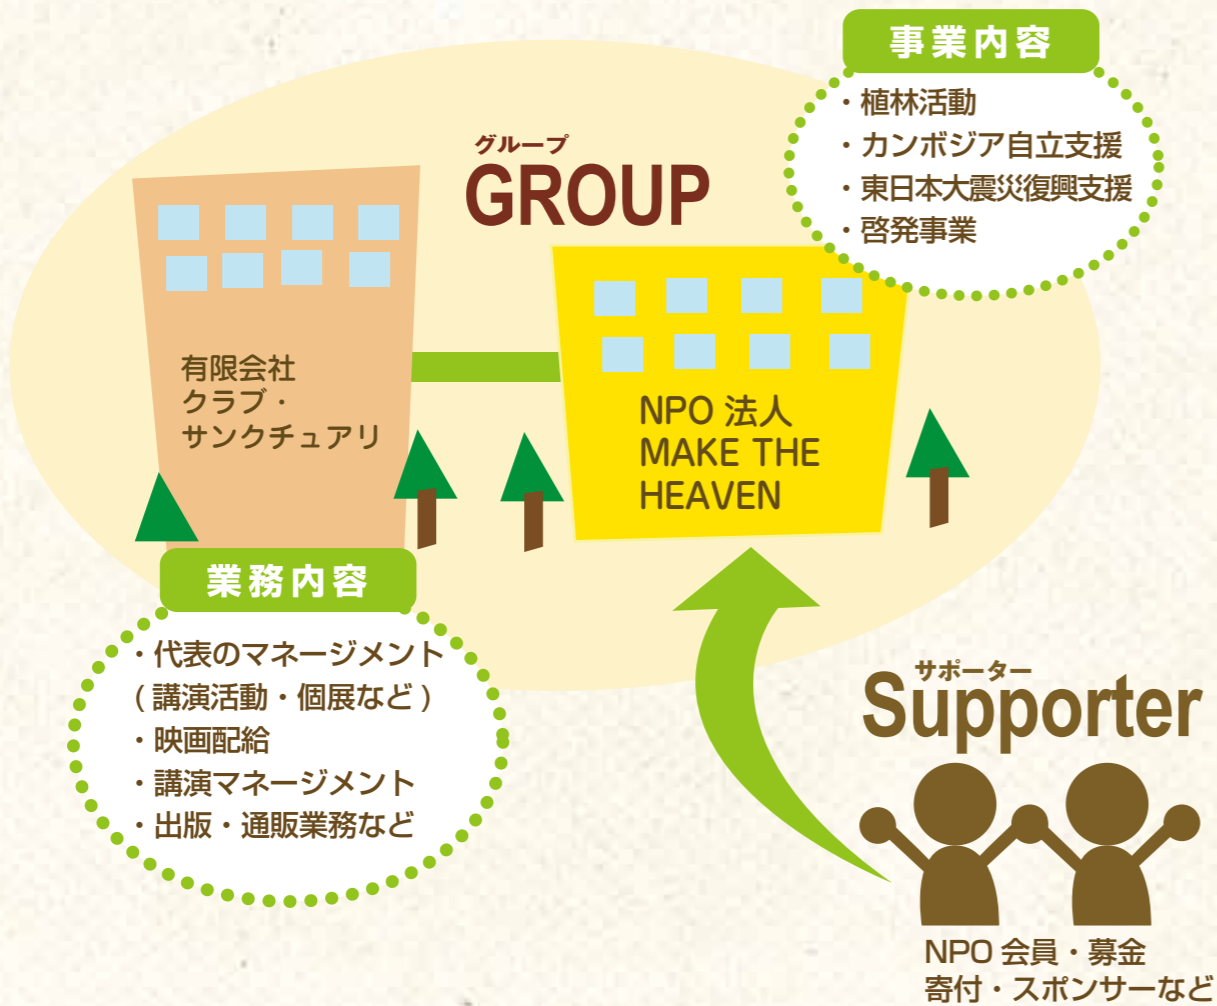 事業内容
・植林活動
・カンボジア自立支援
・東日本大震災復興支援
・啓発事業
グループ
GROUP
有限会社
クラブ・
サンクチュアリ
NPO 法人
MAKE THE
HEAVEN
業務内容
・代表のマネージメント
( 講演活動・個展など )
・映画配給
・講演マネージメント
・出版・通販業務など
サポーター
Supporter
NPO 会員・募金
寄付・スポンサーなど